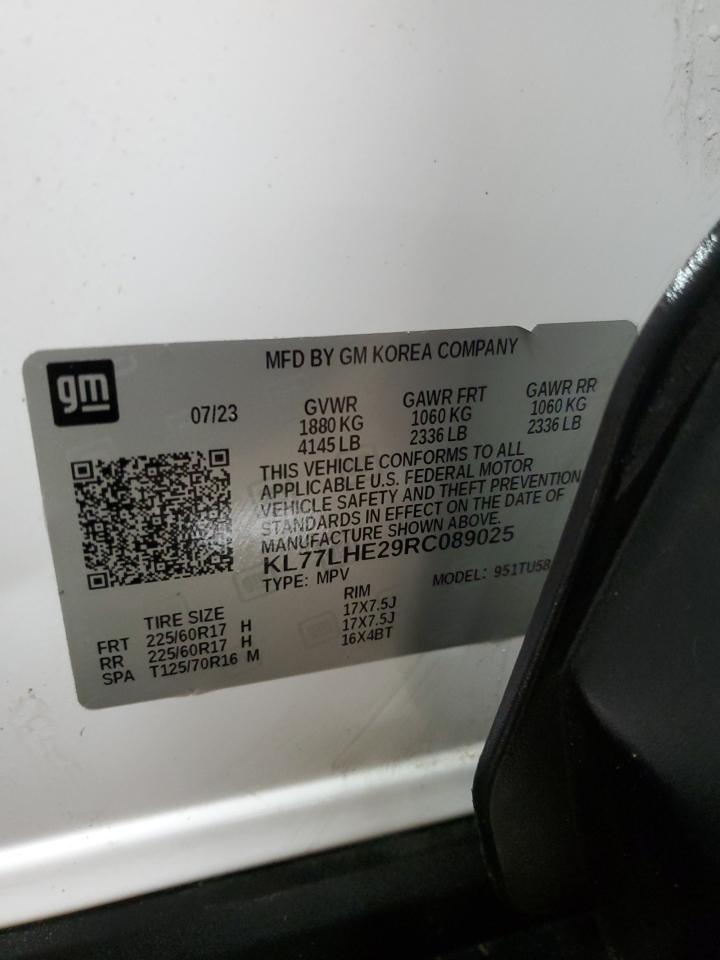 MFD BY GM KOREA COMPANY
gm
07/23
GVWR
1880 KG
4145 LB
GAWR FRT
1060 KG
2336 LB
GAWR RR
1060 KG
2336 LB
THIS VEHICLE CONFORMS TO ALL
APPLICABLE U.S. FEDERAL MOTOR
VEHICLE SAFETY AND THEFT PREVENTION
STANDARDS IN EFFECT ON THE DATE OF
MANUFACTURE SHOWN ABOVE.
KL77LHE29RC089025
TYPE: MPV
MODEL: 951TU58
TIRE SIZE RIM
FRT 225/60R17 H 17X7.5J
RR 225/60R17 H 17X7.5J
SPA T125/70R16 M 16X4BT